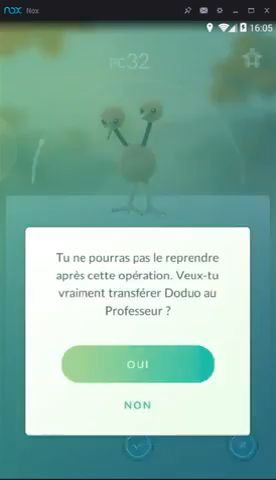 nox Nox
16:05
PC32
Tu ne pourras pas le reprendre
après cette opération. Veux-tu
vraiment transférer Doduo au
Professeur ?
OUI
NON